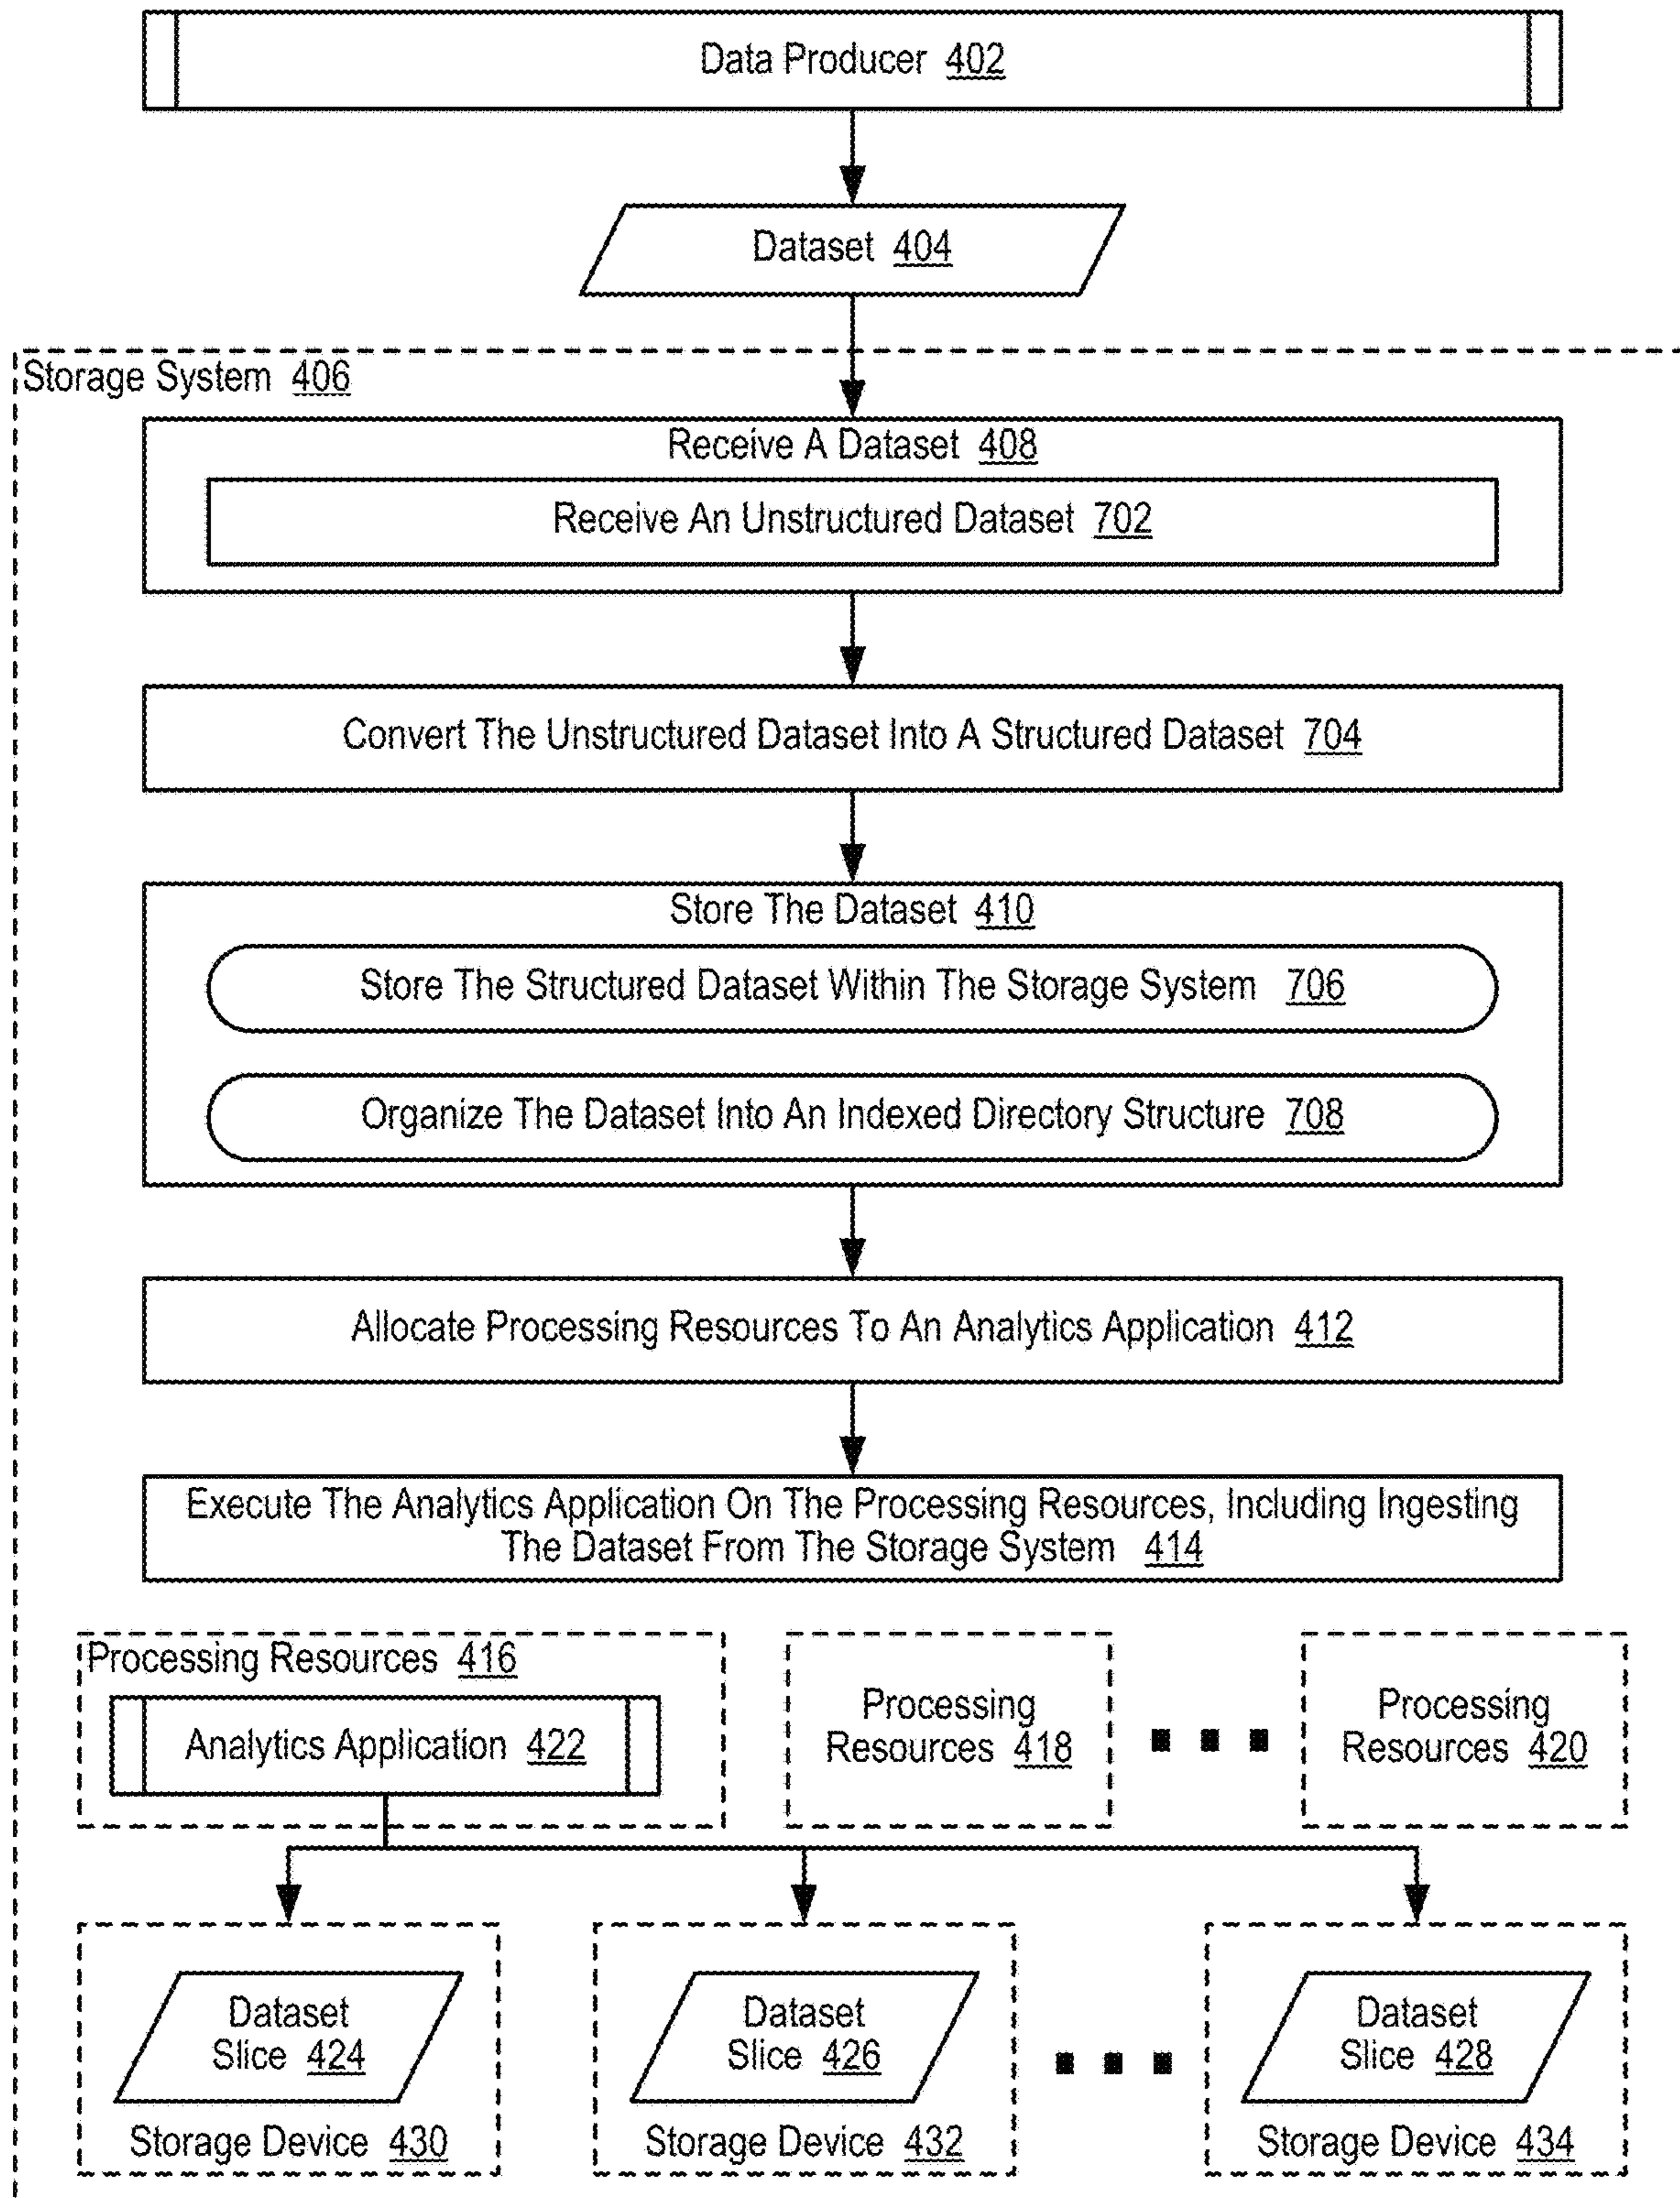 Data Producer 402
Dataset 404
Storage System 406
Receive A Dataset 408
Receive An Unstructured Dataset 702
Convert The Unstructured Dataset Into A Structured Dataset 704
Store The Dataset 410
Store The Structured Dataset Within The Storage System 706
Organize The Dataset Into An Indexed Directory Structure 708
Allocate Processing Resources To An Analytics Application 412
Execute The Analytics Application On The Processing Resources, Including Ingesting
The Dataset From The Storage System 414
Processing Resources 416
Analytics Application 422
Processing
Resources 418
Processing
Resources 420
Dataset
Slice 424
Storage Device 430
Dataset
Slice 426
Storage Device 432
Dataset
Slice 428
Storage Device 434